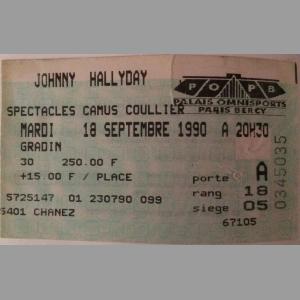 JOHNNY HALLYDAY
POPB
PALAIS OMNISPORTS
PARIS BERCY
SPECTACLES CAMUS COULLIER
MARDI 18 SEPTEMBRE 1990 A 20H30
GRADIN
30 250.00 F
+15.00 F / PLACE
porte A
rang 18
siege 05
5725147 01 230790 099
5401 CHANEZ
67105
0345035